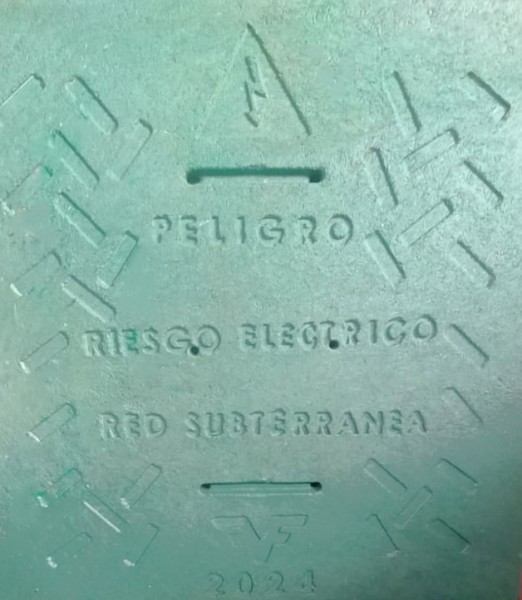 PELIGRO
RIESGO ELECTRICO
RED SUBTERRANEA
2024